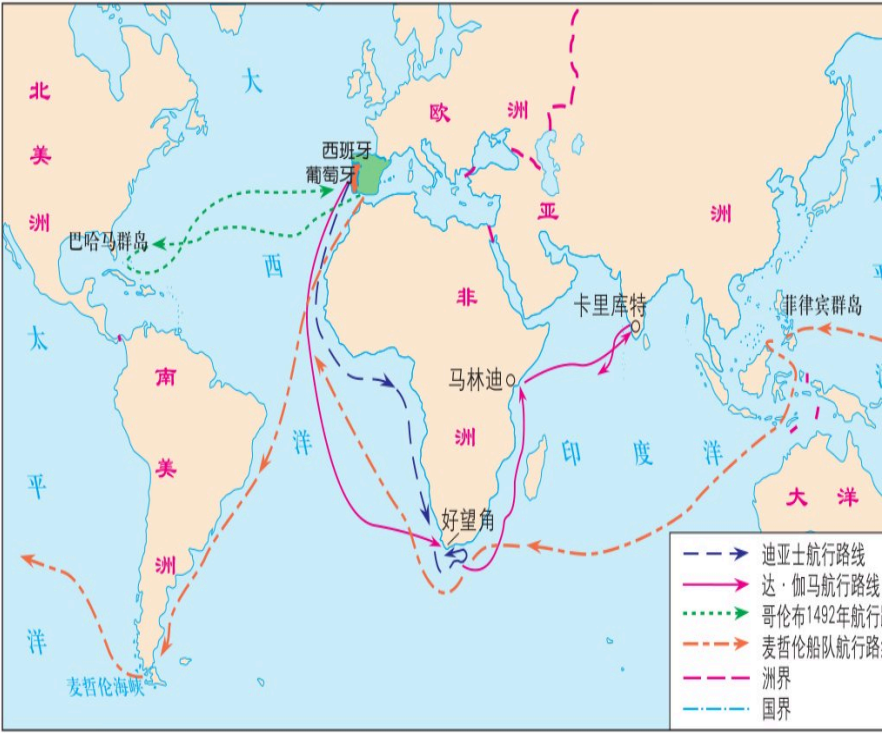 北美洲
大西洋
欧洲
西班牙
葡萄牙
亚洲
巴哈马群岛
非洲
卡里库特
菲律宾群岛
太平洋
马林迪
南美洲
印度洋
大洋
好望角
麦哲伦海峡
迪亚士航行路线
达·伽马航行路线
哥伦布1492年航行
麦哲伦船队航行路
洲界
国界